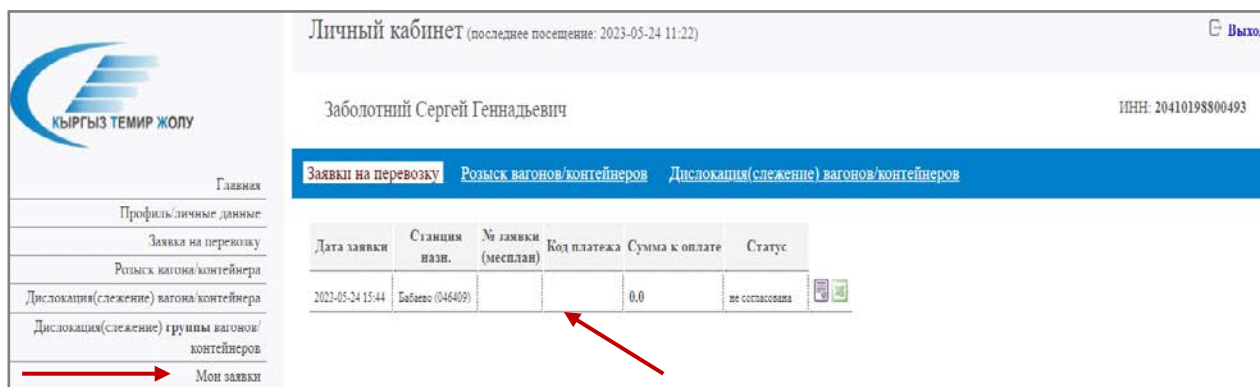 Личный кабинет (последнее посещение: 2023-05-24 11:22)
Выхо
КЫРГЫЗ ТЕМИР ЖОЛУ
Заболотний Сергей Геннадьевич
ИНН: 20410198800493
Главная
Профиль/личные данные
Заявка на перевозку
Розыск вагона/контейнера
Дислокация(слежение) вагона/контейнера
Дислокация(слежение) группы вагонов/
контейнеров
Мои заявки
Заявки на перевозку Розыск вагонов/контейнеров Дислокация(слежение) вагонов/контейнеров
Дата заявки Станция назн. № заявки (месплан) Код платежа Сумма к оплате Статус
2023-05-24 15:44 Бабаево (046409) 0.0 не согласована